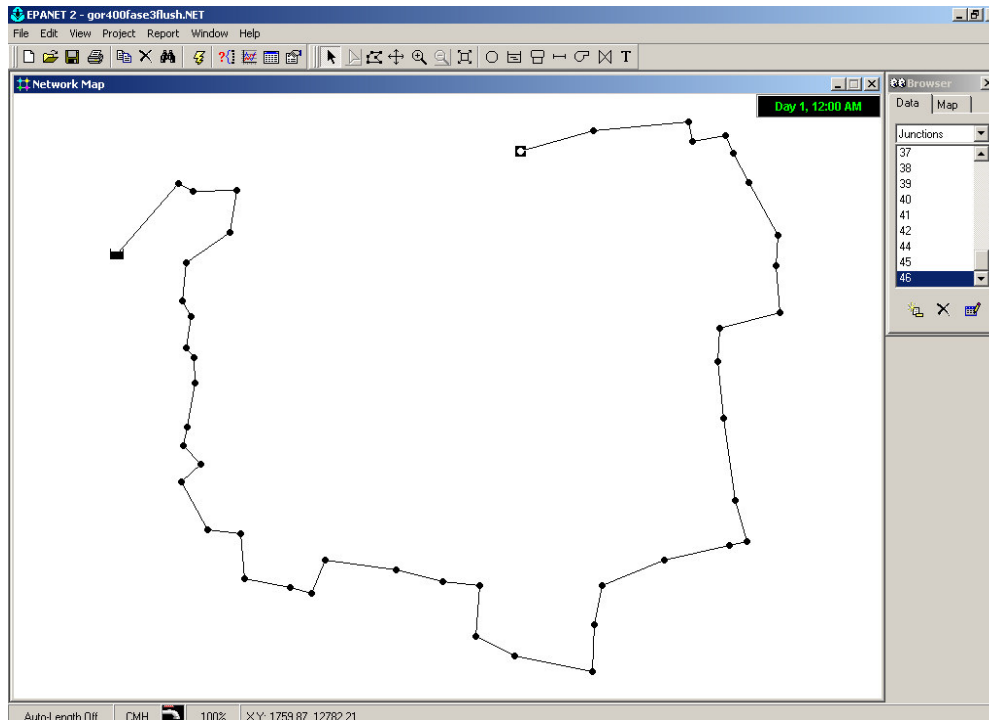 EPANET 2 - gor400fase3flush.NET
File Edit View Project Report Window Help
T
Network Map
Day 1, 12:00 AM
Browser
Data Map
Junctions
37
38
39
40
41
42
44
45
46
Auto-Length Off CMH 100% X,Y: 1759.87, 12782.21